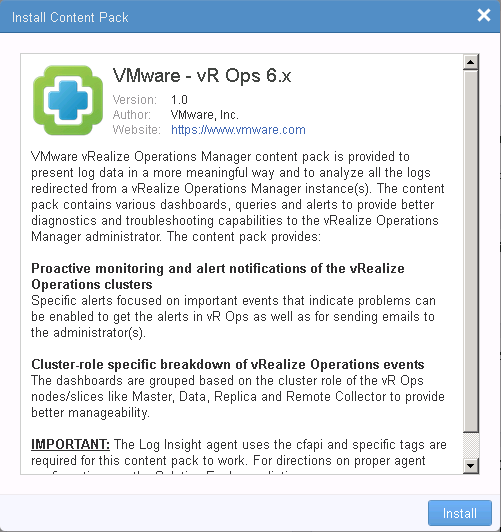 Install Content Pack
VMware - vR Ops 6.x
Version: 1.0
Author: VMware, Inc.
Website: https://www.vmware.com
VMware vRealize Operations Manager content pack is provided to
present log data in a more meaningful way and to analyze all the logs
redirected from a vRealize Operations Manager instance(s). The content
pack contains various dashboards, queries and alerts to provide better
diagnostics and troubleshooting capabilities to the vRealize Operations
Manager administrator. The content pack provides:
Proactive monitoring and alert notifications of the vRealize
Operations clusters
Specific alerts focused on important events that indicate problems can
be enabled to get the alerts in vR Ops as well as for sending emails to
the administrator(s).
Cluster-role specific breakdown of vRealize Operations events
The dashboards are grouped based on the cluster role of the vR Ops
nodes/slices like Master, Data, Replica and Remote Collector to provide
better manageability.
IMPORTANT: The Log Insight agent uses the cfapi and specific tags are
required for this content pack to work. For directions on proper agent
Install